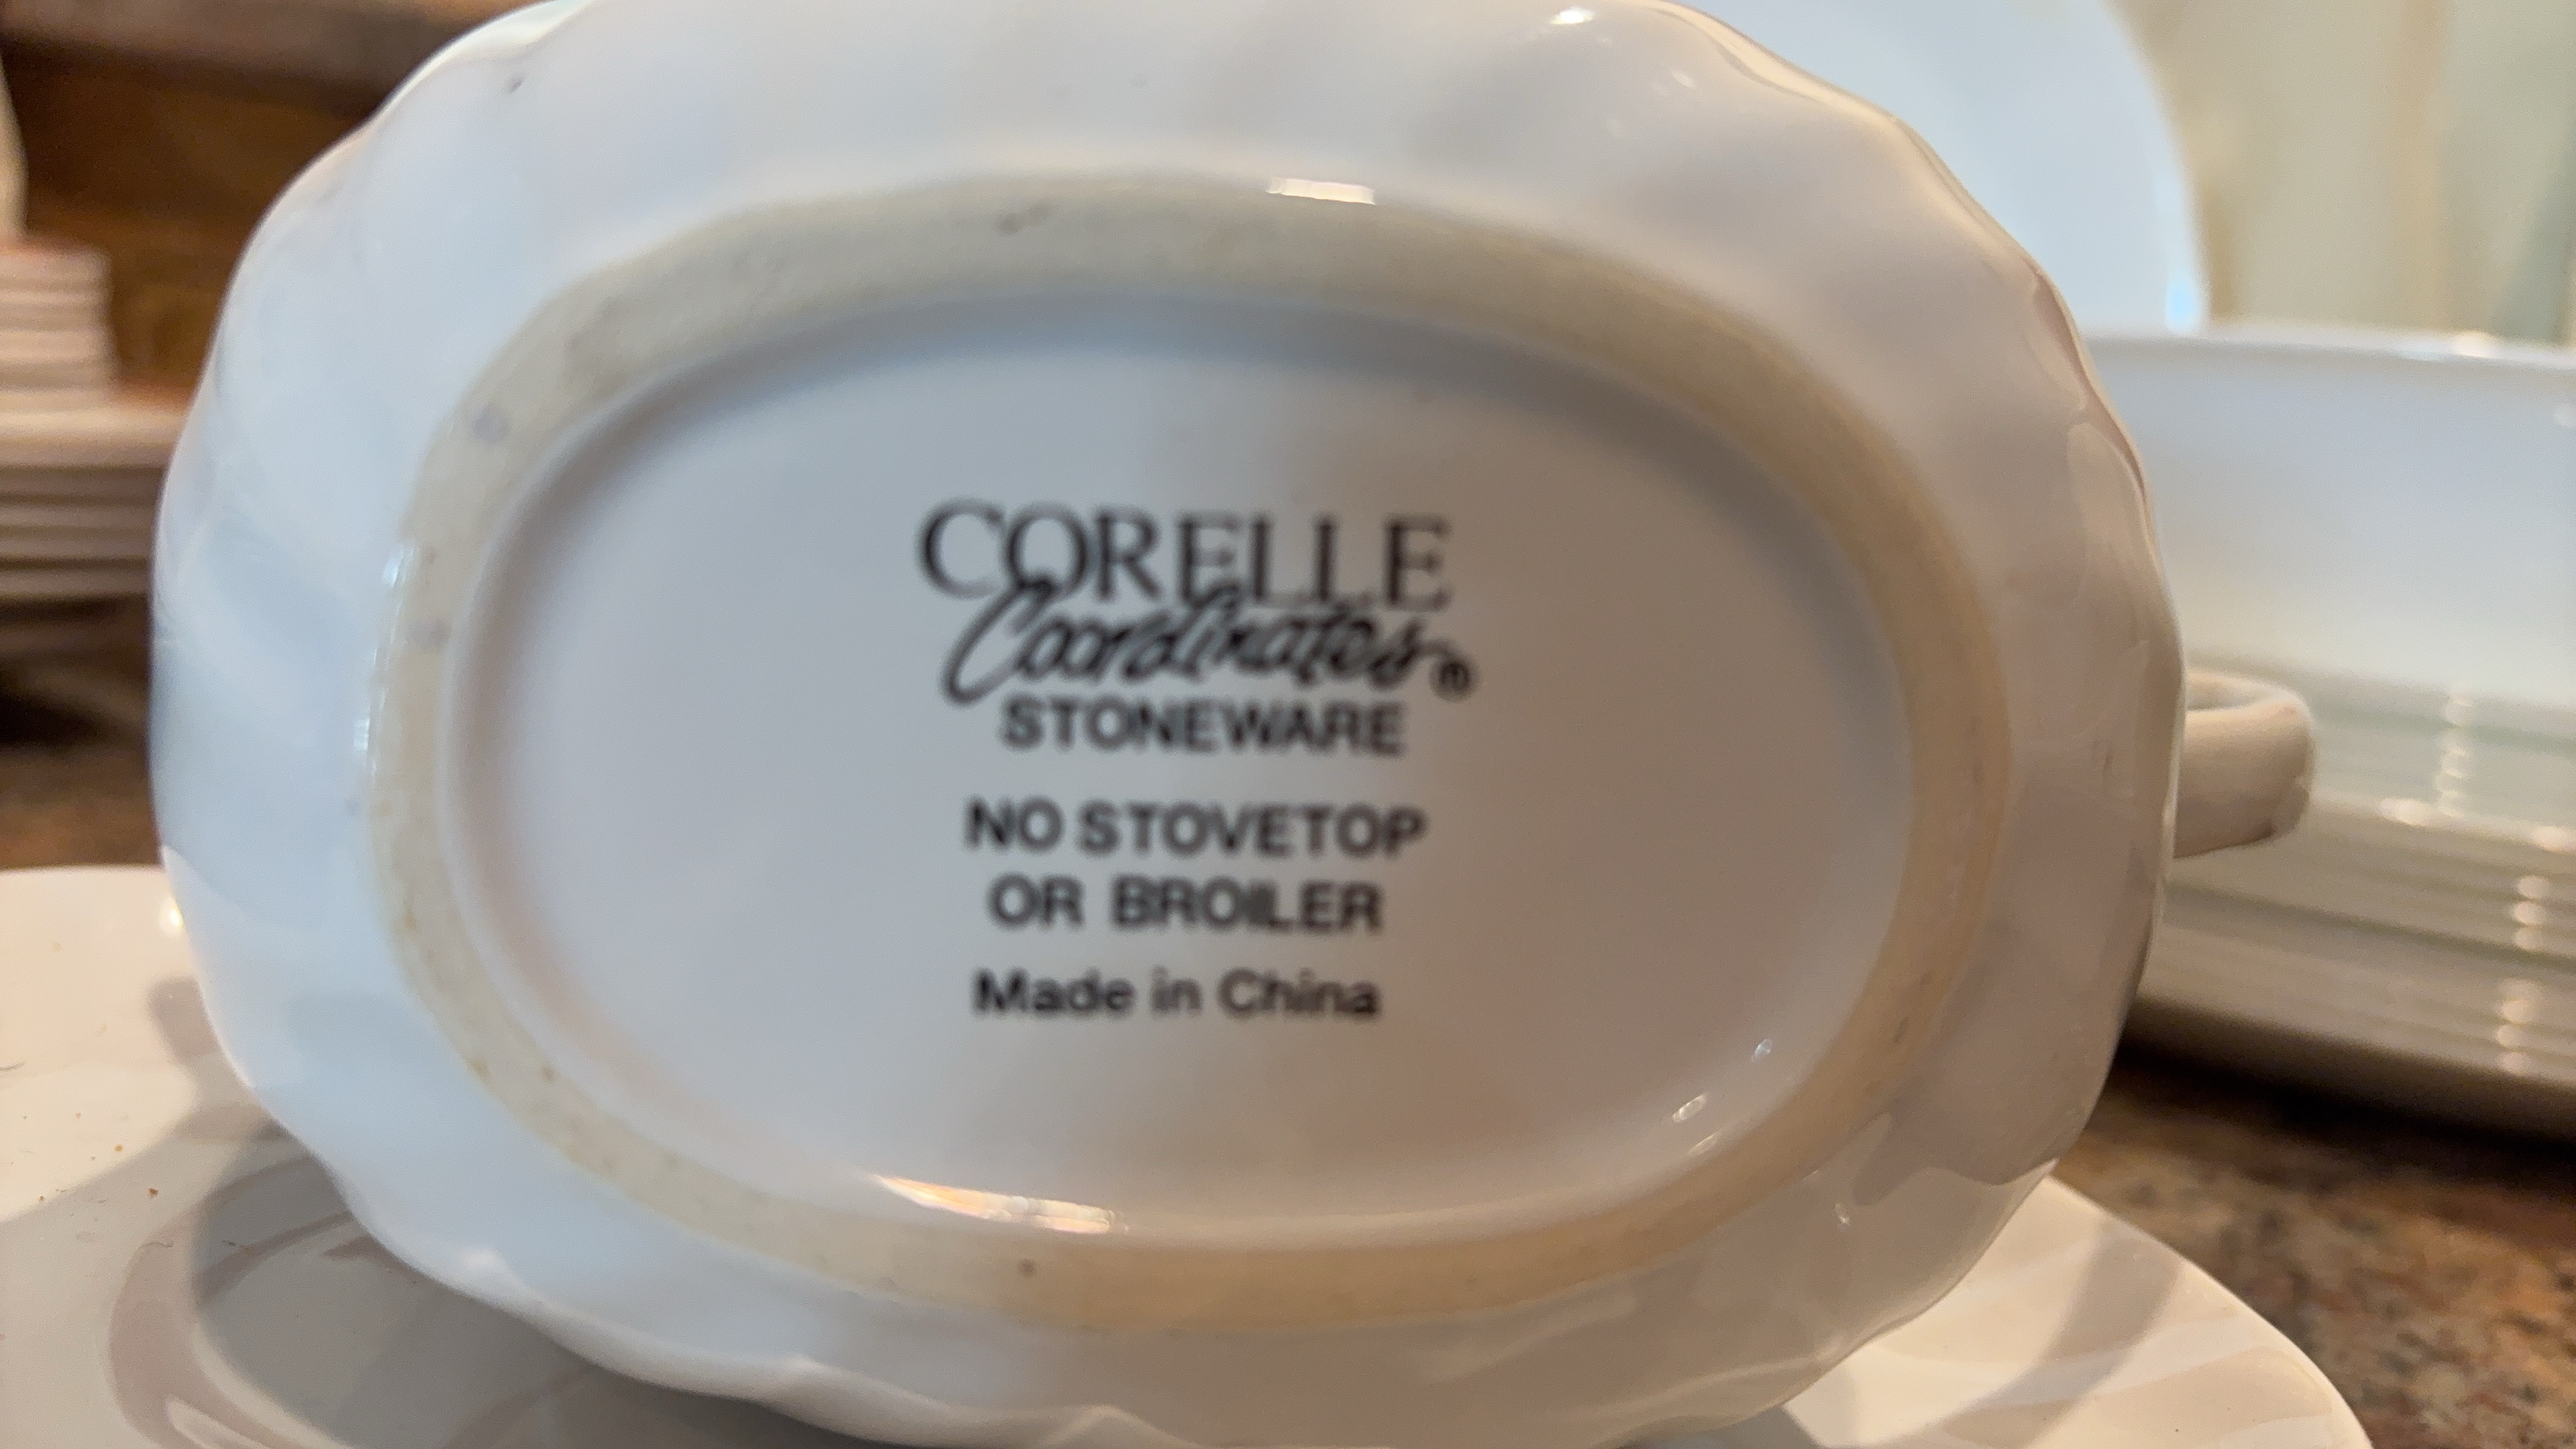 CORELLE
Coordinates®
STONEWARE
NO STOVETOP
OR BROILER
Made in China